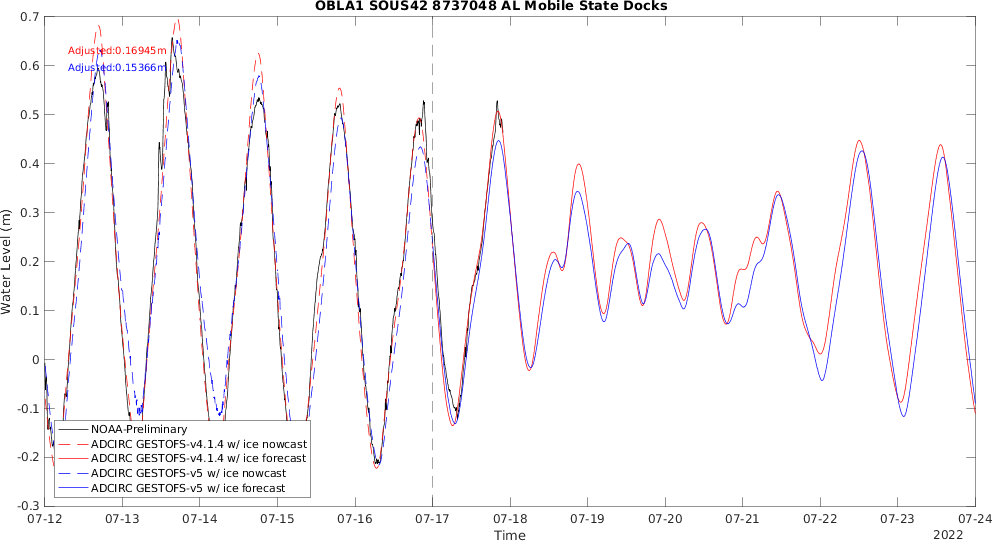 OBLA1 SOUS42 8737048 AL Mobile State Docks
0.7
0.6
0.5
0.4
0.3
0.2
0.1
0
-0.1
-0.2
-0.3
Water Level (m)
Adjusted:0.16945m
Adjusted:0.15366m
NOAA-Preliminary
ADCIRC GESTOFS-v4.1.4 w/ ice nowcast
ADCIRC GESTOFS-v4.1.4 w/ ice forecast
ADCIRC GESTOFS-v5 w/ ice nowcast
ADCIRC GESTOFS-v5 w/ ice forecast
07-12 07-13 07-14 07-15 07-16 07-17 07-18 07-19 07-20 07-21 07-22 07-23 07-24
Time
2022